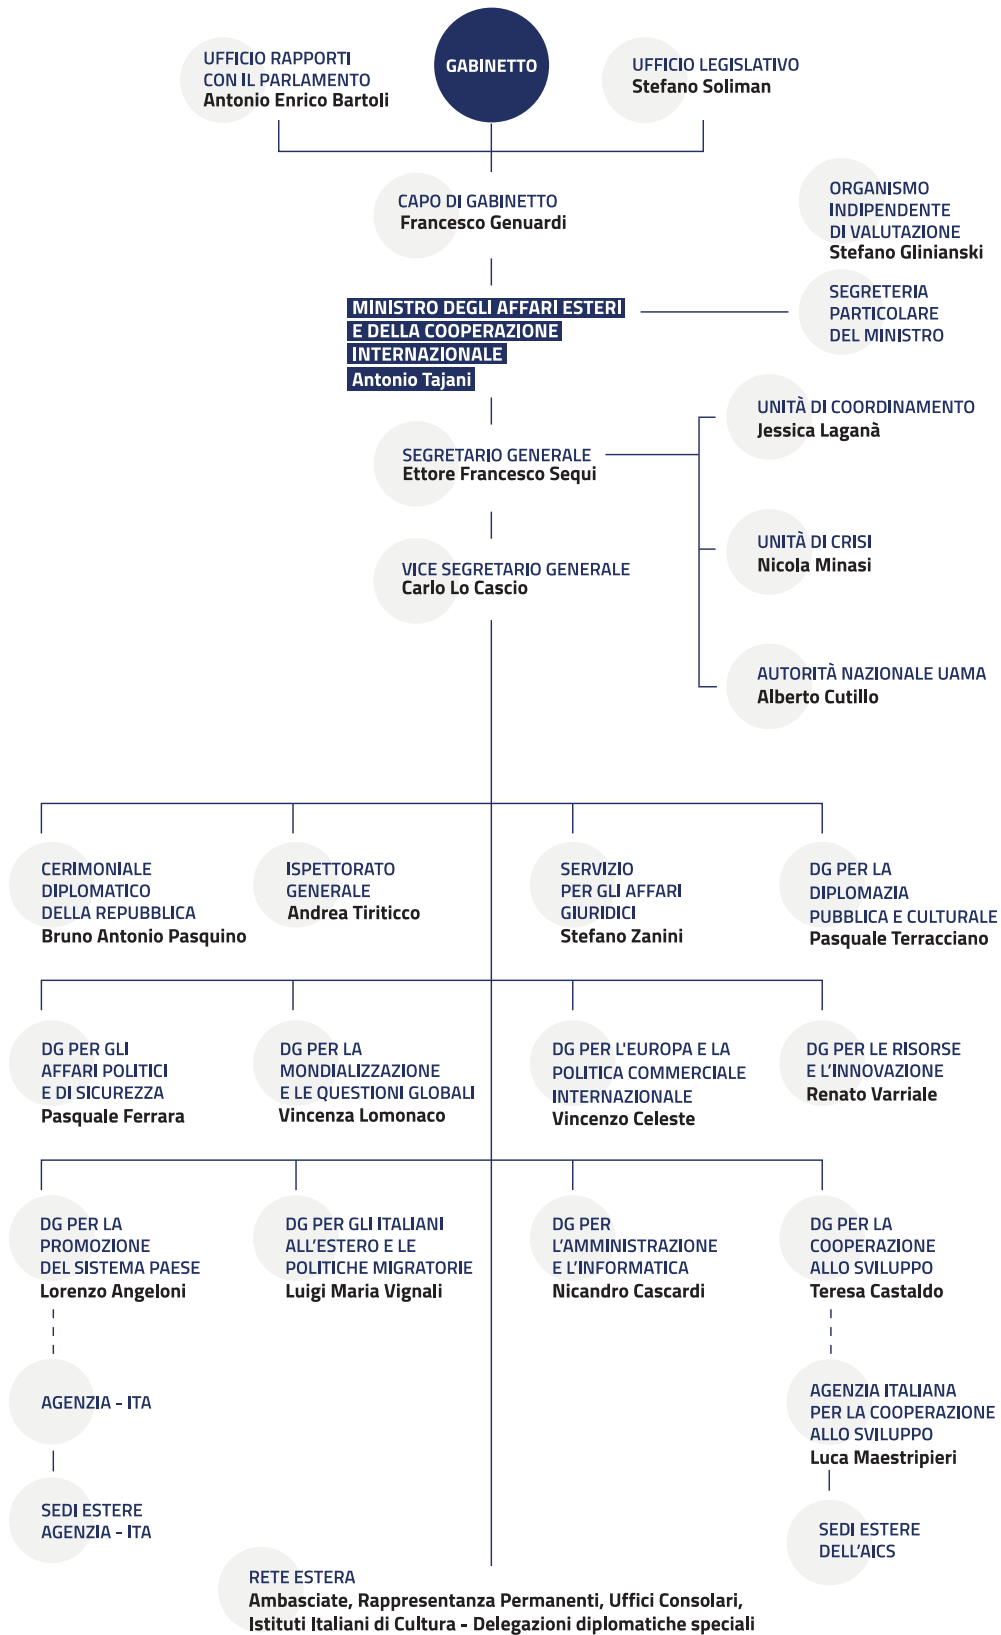 UFFICIO RAPPORTI
CON IL PARLAMENTO
Antonio Enrico Bartoli
GABINETTO
UFFICIO LEGISLATIVO
Stefano Soliman
CAPO DI GABINETTO
Francesco Genuardi
ORGANISMO
INDIPENDENTE
DI VALUTAZIONE
Stefano Glinianski
MINISTRO DEGLI AFFARI ESTERI
E DELLA COOPERAZIONE
INTERNAZIONALE
Antonio Tajani
SEGRETERIA
PARTICOLARE
DEL MINISTRO
SEGRETARIO GENERALE
Ettore Francesco Sequi
UNITÀ DI COORDINAMENTO
Jessica Laganà
UNITÀ DI CRISI
Nicola Minasi
VICE SEGRETARIO GENERALE
Carlo Lo Cascio
AUTORITÀ NAZIONALE UAMA
Alberto Cutillo
CERIMONIALE
DIPLOMATICO
DELLA REPUBBLICA
Bruno Antonio Pasquino
ISPETTORATO
GENERALE
Andrea Tiriticco
SERVIZIO
PER GLI AFFARI
GIURIDICI
Stefano Zanini
DG PER LA
DIPLOMAZIA
PUBBLICA E CULTURALE
Pasquale Terracciano
DG PER GLI
AFFARI POLITICI
E DI SICUREZZA
Pasquale Ferrara
DG PER LA
MONDIALIZZAZIONE
E LE QUESTIONI GLOBALI
Vincenza Lomonaco
DG PER L'EUROPA E LA
POLITICA COMMERCIALE
INTERNAZIONALE
Vincenzo Celeste
DG PER LE RISORSE
E L'INNOVAZIONE
Renato Varriale
DG PER LA
PROMOZIONE
DEL SISTEMA PAESE
Lorenzo Angeloni
DG PER GLI ITALIANI
ALL'ESTERO E LE
POLITICHE MIGRATORIE
Luigi Maria Vignali
DG PER
L'AMMINISTRAZIONE
E L'INFORMATICA
Nicandro Cascardi
DG PER LA
COOPERAZIONE
ALLO SVILUPPO
Teresa Castaldo
AGENZIA - ITA
AGENZIA ITALIANA
PER LA COOPERAZIONE
ALLO SVILUPPO
Luca Maestripieri
SEDI ESTERE
AGENZIA - ITA
SEDI ESTERE
DELL'AICS
RETE ESTERA
Ambasciate, Rappresentanza Permanenti, Uffici Consolari,
Istituti Italiani di Cultura - Delegazioni diplomatiche speciali